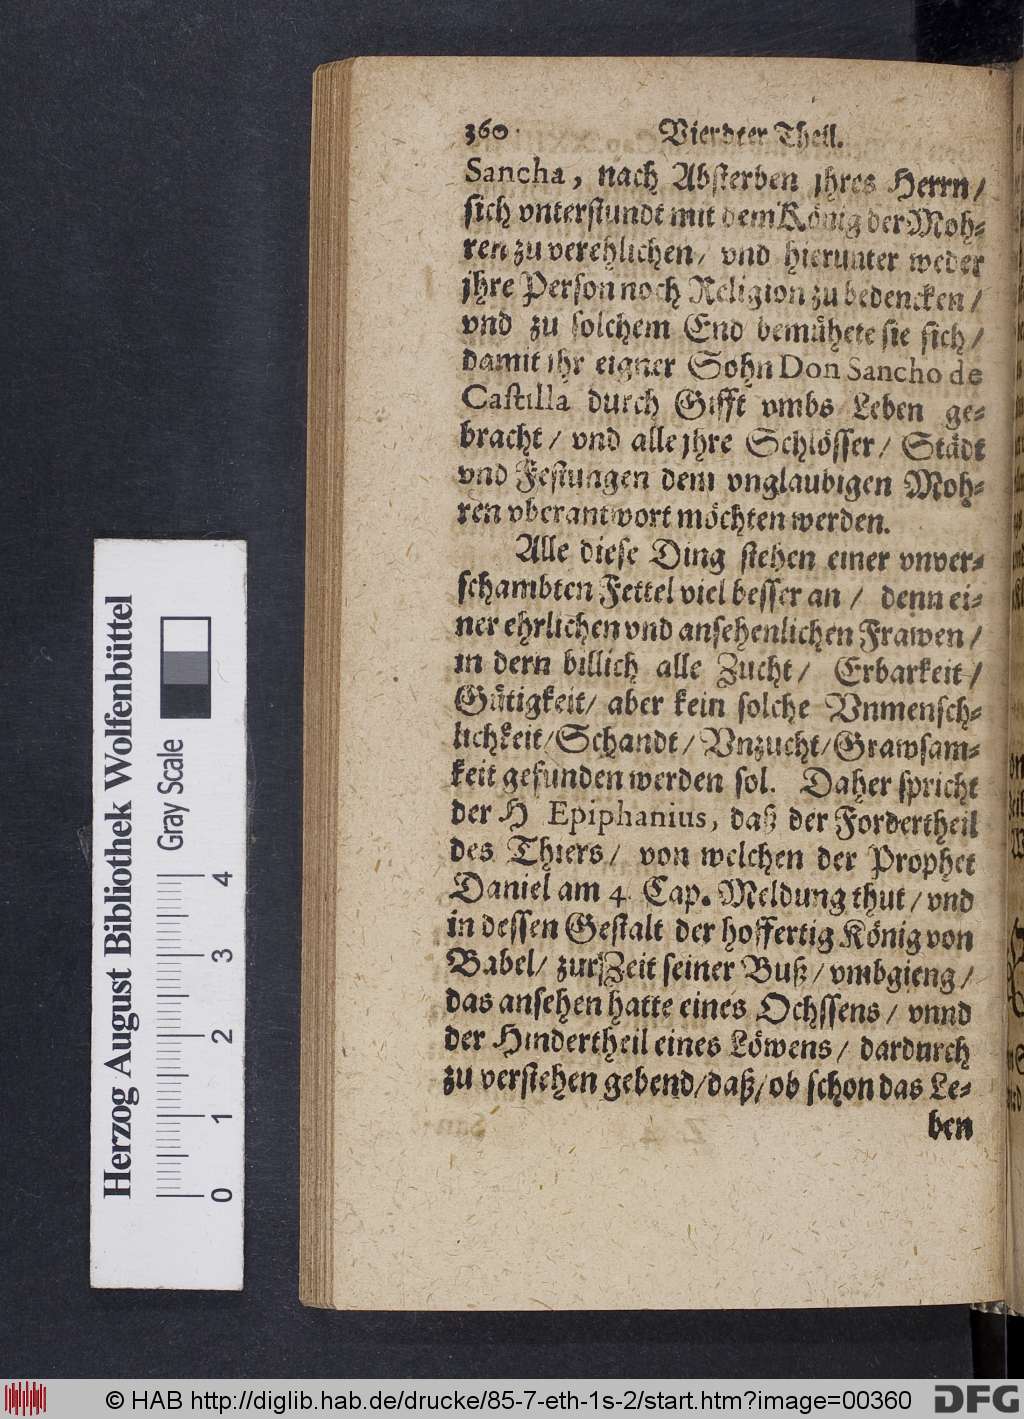 360 Vierdter Theil.
Sancha, nach Absterben jhres Herrn/
sich vnterstundt mit dem König der Moh-
ren zu verehlichen/ vnd hierunter weder
jhre Person noch Religion zu bedencken/
vnd zu solchem End bemühete sie sich/
damit ihr eigner Sohn Don Sancho de
Castilla durch Gifft vmbs Leben ge-
bracht/ vnd alle jhre Schlösser/ Städt
vnd Festungen dem vnglaubigen Moh-
ren vberantwort möchten werden.
Alle diese Ding stehen einer vnver-
schambten Fettel viel besser an/ denn ei-
ner ehrlichen vnd ansehenlichen Frawen/
in dern billich alle Zucht/ Erbarkeit/
Gütigkeit/ aber kein solche Vnmensch-
lichkeit/ Schandt/ Vnzucht/ Grawsam-
keit gefunden werden sol. Daher spricht
der H Epiphanius, daß der Fordertheil
des Thiers/ von welchen der Prophet
Daniel am 4. Cap. Meldung thut/ vnd
in dessen Gestalt der hoffertig König von
Babel/ zur Zeit seiner Buß/ vmbgieng/
das ansehen hatte eines Ochssens/ vnnd
der Hindertheil eines Löwens/ dardurch
zu verstehen gebend/ daß/ ob schon das Le-
ben
Herzog August Bibliothek Wolfenbüttel
Gray Scale
0 1 2 3 4
© HAB http://diglib.hab.de/drucke/85-7-eth-1s-2/start.htm?image=00360
DFG